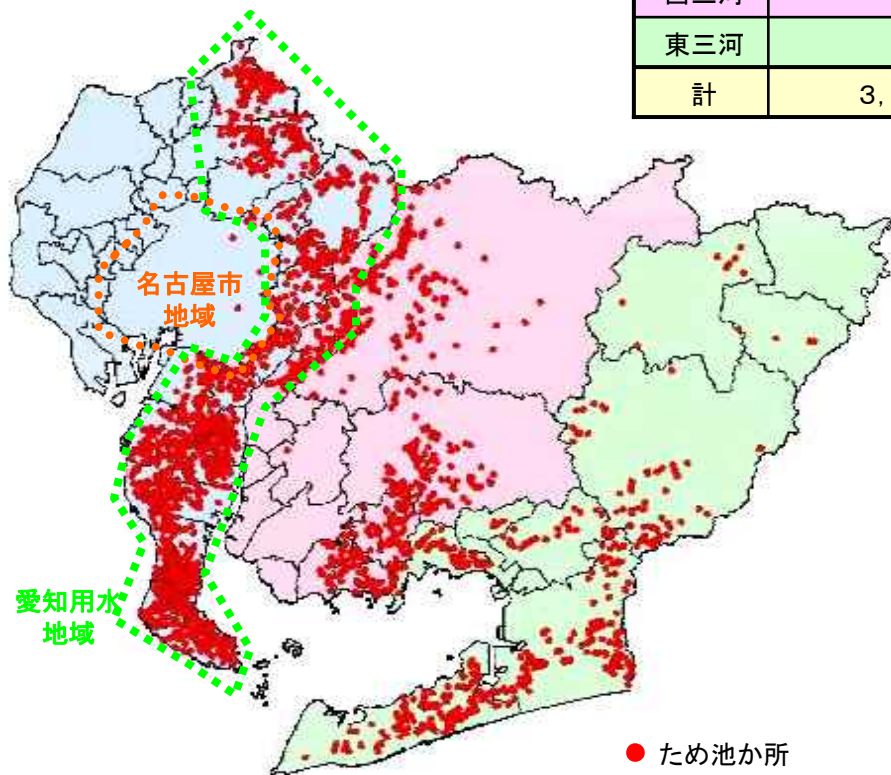 東三河
計 3,
名古屋市
地域
愛知用水
地域
ため池か所